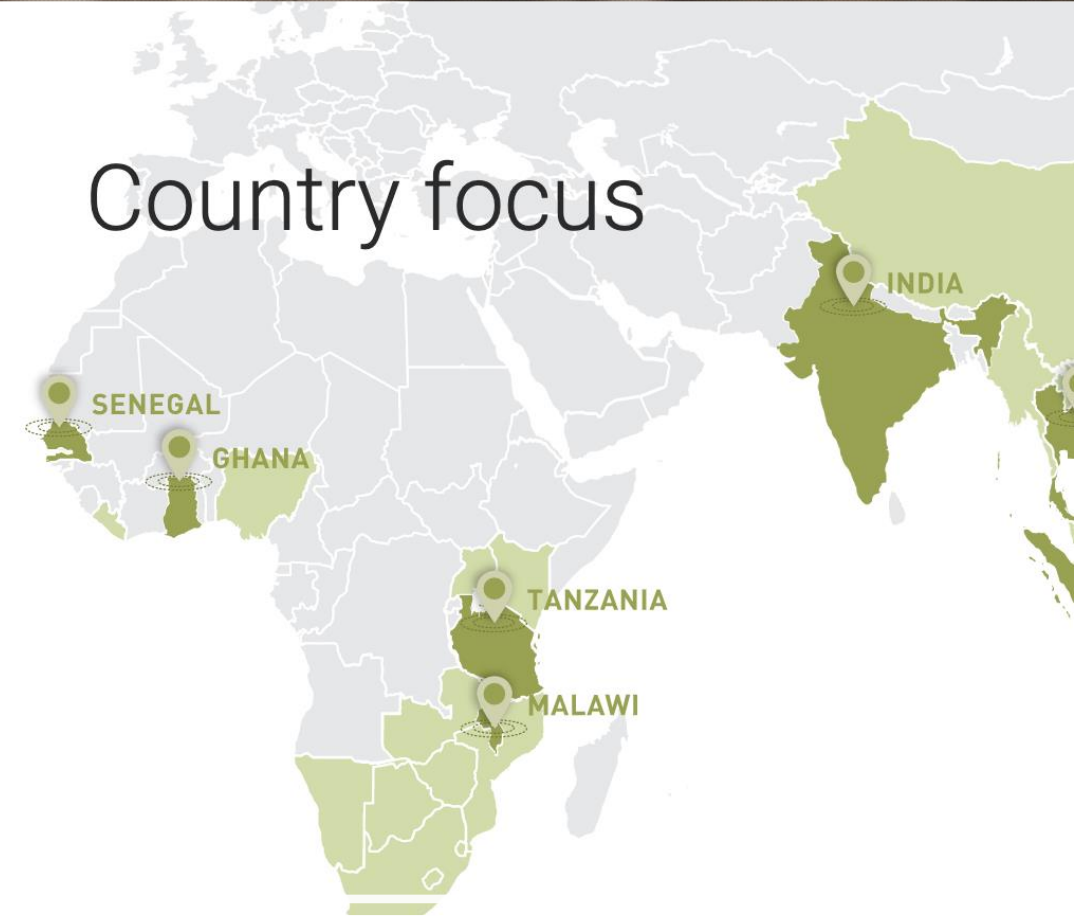 Country focus
INDIA
SENEGAL
GHANA
TANZANIA
MALAWI